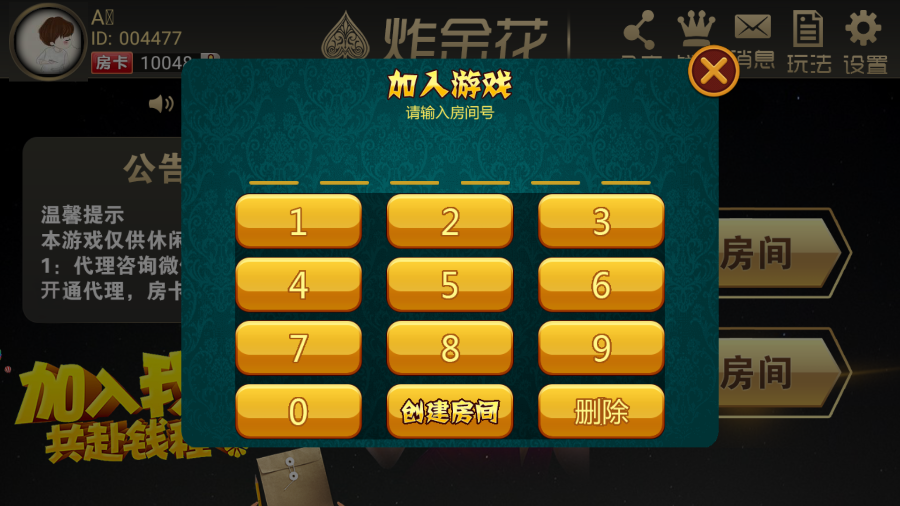 A
ID: 004477
房卡 10048
炸金花
消息
玩法
设置
加入游戏
请输入房间号
公告
温馨提示
本游戏仅供休闲
1：代理咨询微
开通代理，房卡
1
2
3
4
5
6
7
8
9
0
创建房间
删除
房间
房间
加入我
共赴钱程